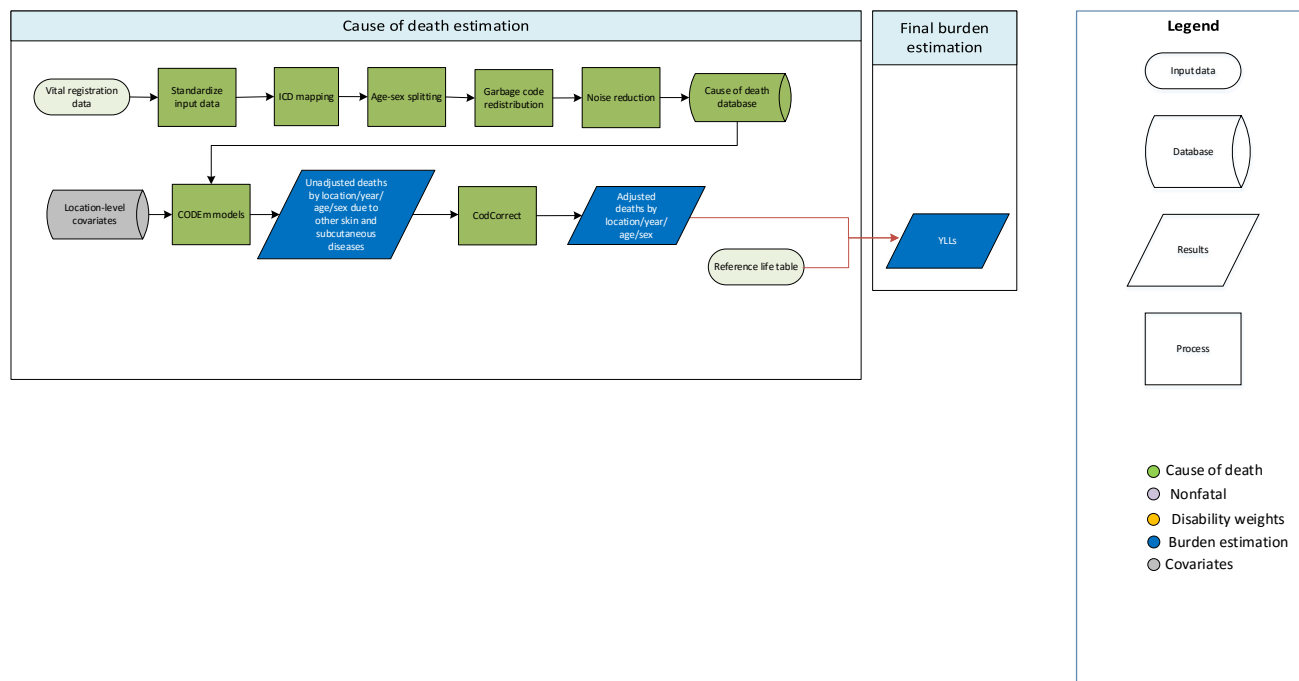 Cause of death estimation
Final burden
estimation
Legend
Vital registration
data
Standardize
input data
ICD mapping
Age-sex splitting
Garbage code
redistribution
Noise reduction
Cause of death
database
Location-level
covariates
CODEm models
Unadjusted deaths
by location/year/
age/sex due to
other skin and
subcutaneous
diseases
CodCorrect
Adjusted
deaths by
location/year/
age/sex
Reference life table
YLLs
Input data
Database
Results
Process
Cause of death
Nonfatal
Disability weights
Burden estimation
Covariates